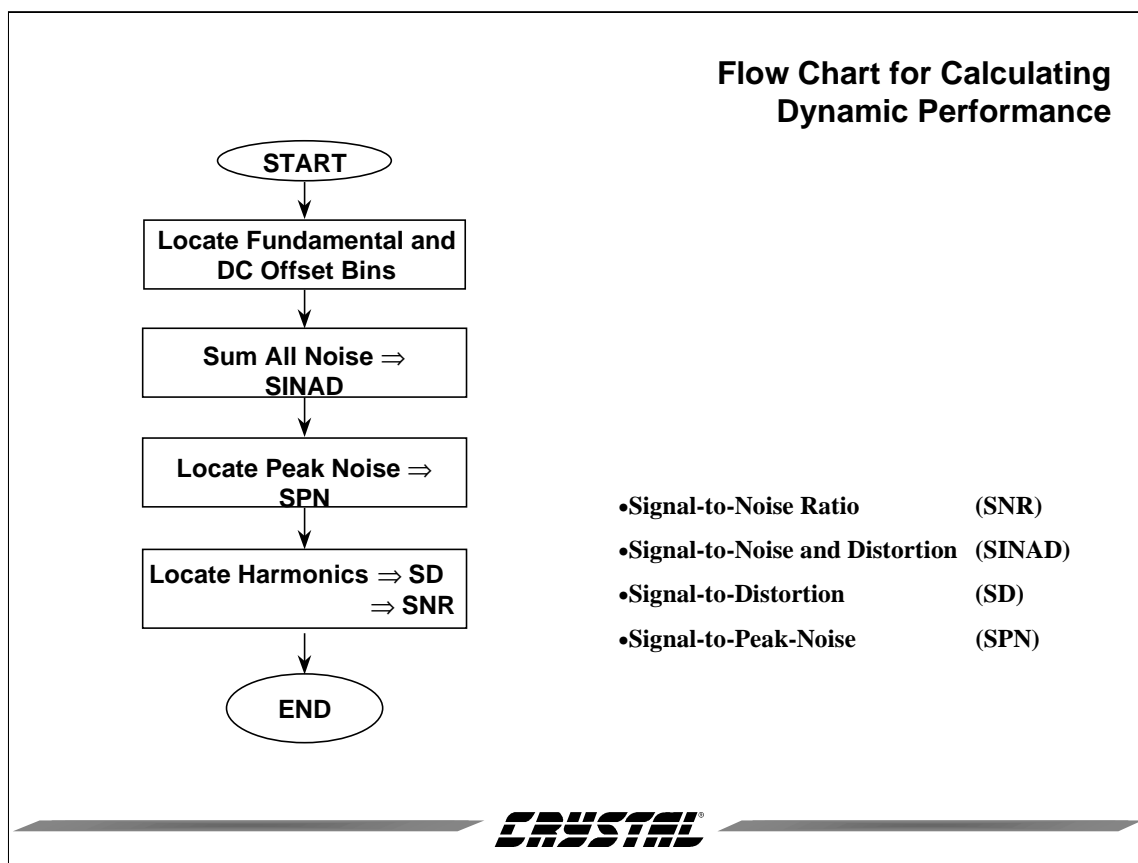 Flow Chart for Calculating
Dynamic Performance
START
Locate Fundamental and
DC Offset Bins
Sum All Noise ⇒
SINAD
Locate Peak Noise ⇒
SPN
Locate Harmonics ⇒ SD
⇒ SNR
END
•Signal-to-Noise Ratio (SNR)
•Signal-to-Noise and Distortion (SINAD)
•Signal-to-Distortion (SD)
•Signal-to-Peak-Noise (SPN)
CRYSTAL®